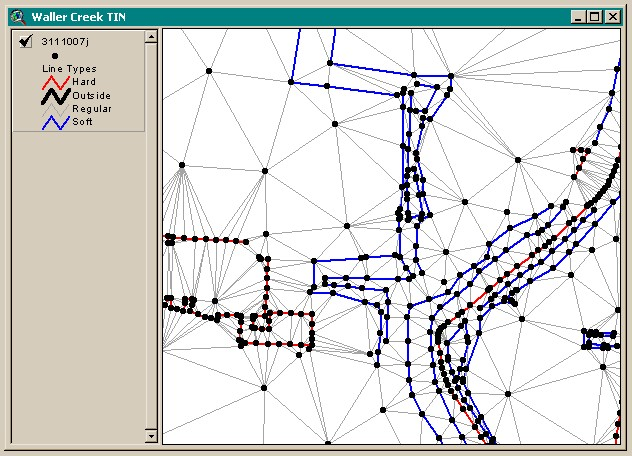 Waller Creek TIN
3111007j
Line Types
Hard
Outside
Regular
Soft